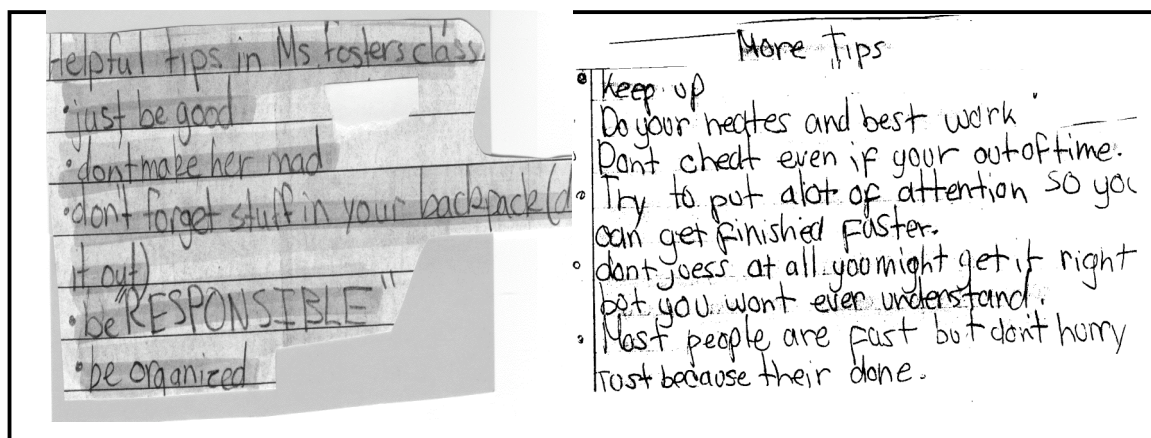 Helpful tips in Ms. Fosters class
• just be good
• dont make her mad
• don't forget stuff in your backpack (d
it out)
• be "RESPONSIBLE"
• be organized
More Tips
• Keep up
Do your neates and best work
Dont cheat even if your out of time.
• Try to put alot of attention so you
can get finished faster.
• dont guess at all you might get it right
but you wont ever understand.
• Most people are fast but don't hurry
just because their done.